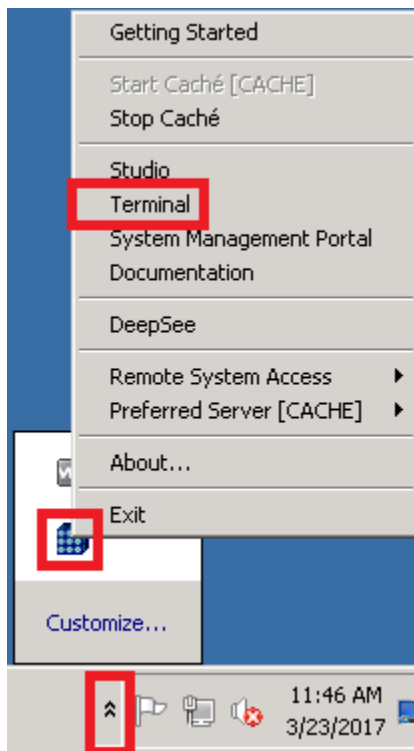 Getting Started
Start Caché [CACHE]
Stop Caché
Studio
Terminal
System Management Portal
Documentation
DeepSee
Remote System Access
Preferred Server [CACHE]
About...
Exit
Customize...
11:46 AM
3/23/2017